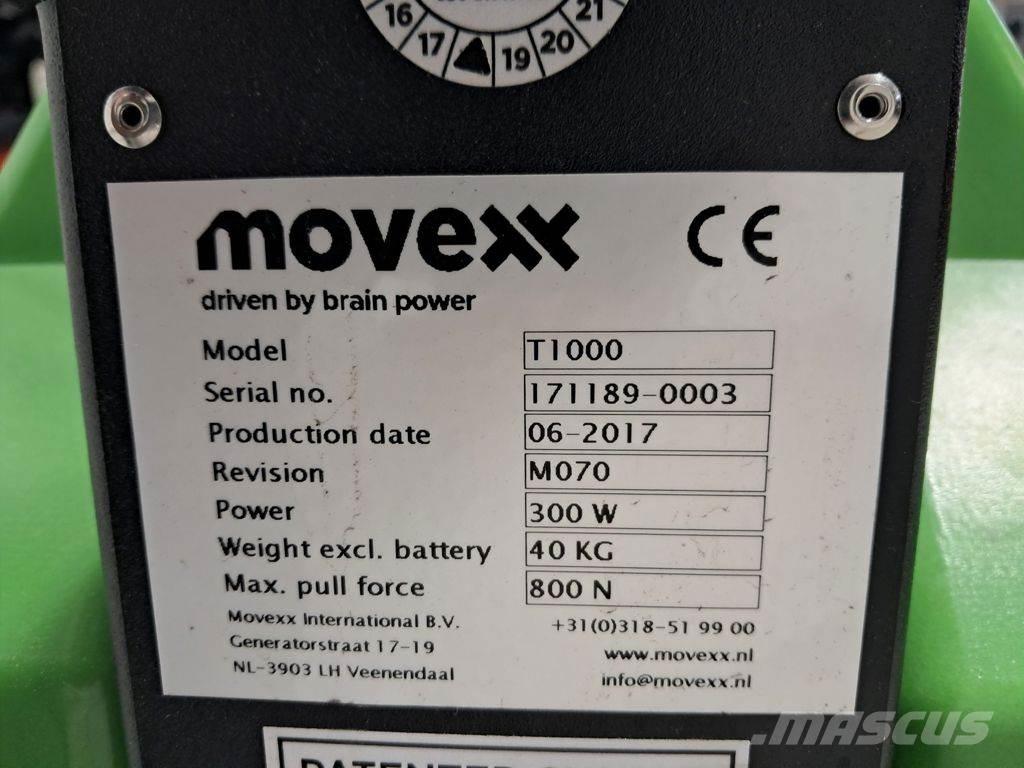 16 17 19 20 21
movexx CE
driven by brain power
Model T1000
Serial no. 171189-0003
Production date 06-2017
Revision M070
Power 300 W
Weight excl. battery 40 KG
Max. pull force 800 N
Movexx International B.V. +31(0)318-51 99 00
Generatorstraat 17-19 www.movexx.nl
NL-3903 LH Veenendaal info@movexx.nl
MASCUS